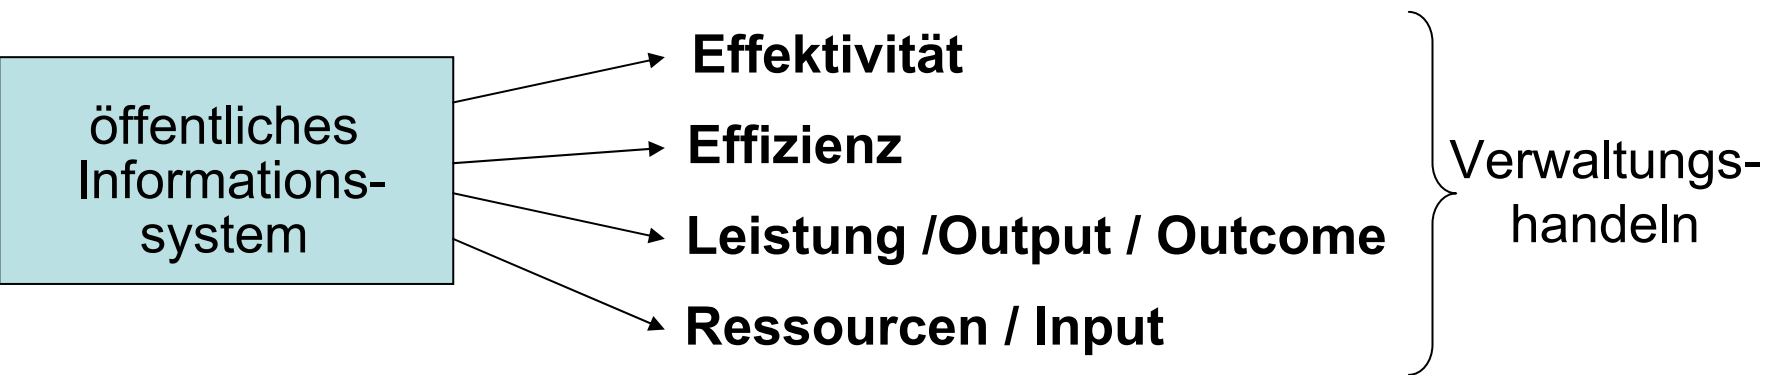 öffentliches
Informations-
system
Effektivität
Effizienz
Leistung /Output / Outcome
Ressourcen / Input
Verwaltungs-
handeln